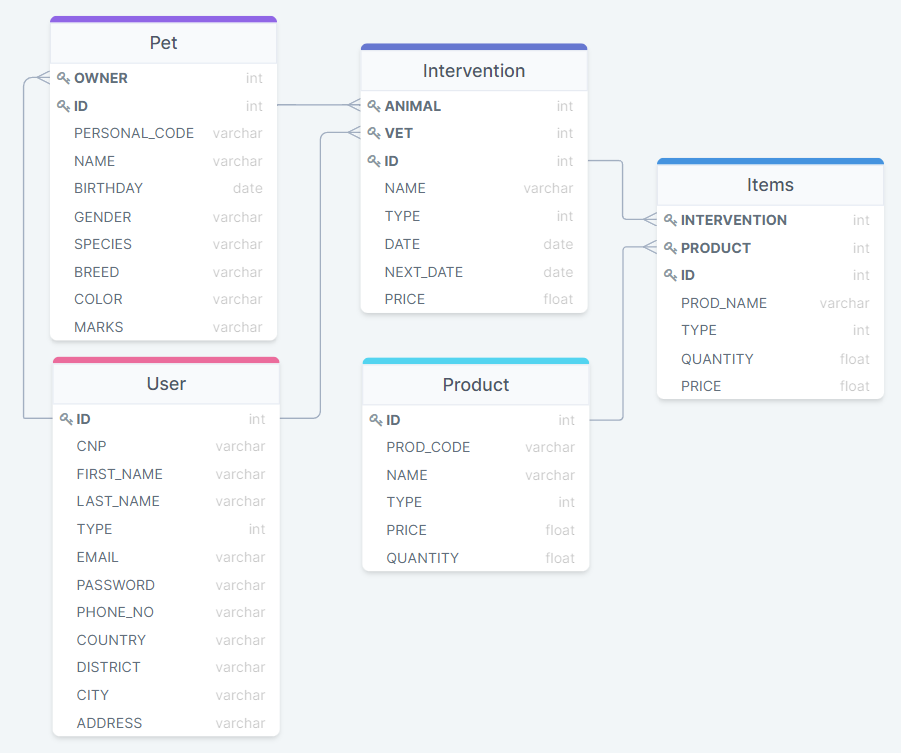 Pet
OWNER int
ID int
PERSONAL_CODE varchar
NAME varchar
BIRTHDAY date
GENDER varchar
SPECIES varchar
BREED varchar
COLOR varchar
MARKS varchar
User
ID int
CNP varchar
FIRST_NAME varchar
LAST_NAME varchar
TYPE int
EMAIL varchar
PASSWORD varchar
PHONE_NO varchar
COUNTRY varchar
DISTRICT varchar
CITY varchar
ADDRESS varchar
Intervention
ANIMAL int
VET int
ID int
NAME varchar
TYPE int
DATE date
NEXT_DATE date
PRICE float
Product
ID int
PROD_CODE varchar
NAME varchar
TYPE int
PRICE float
QUANTITY float
Items
INTERVENTION int
PRODUCT int
ID int
PROD_NAME varchar
TYPE int
QUANTITY float
PRICE float